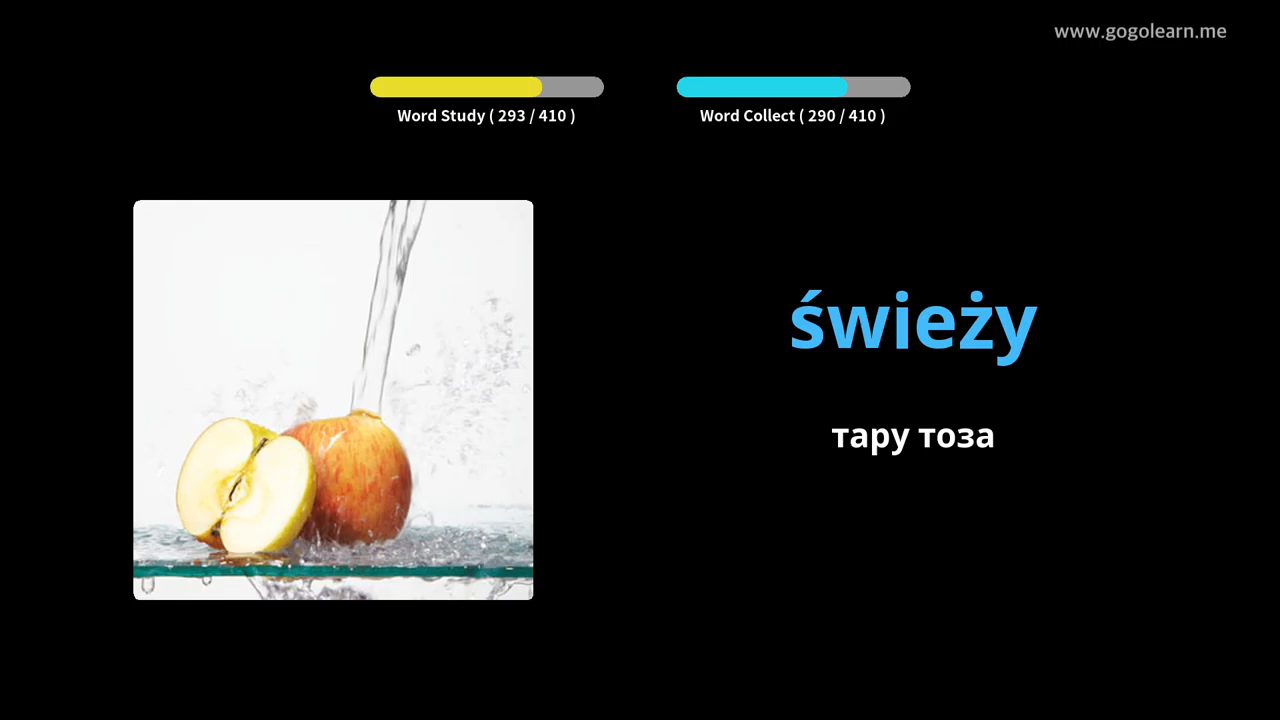 www.gogolearn.me
Word Study ( 293 / 410 )
Word Collect ( 290 / 410 )
świeży
тару тоза